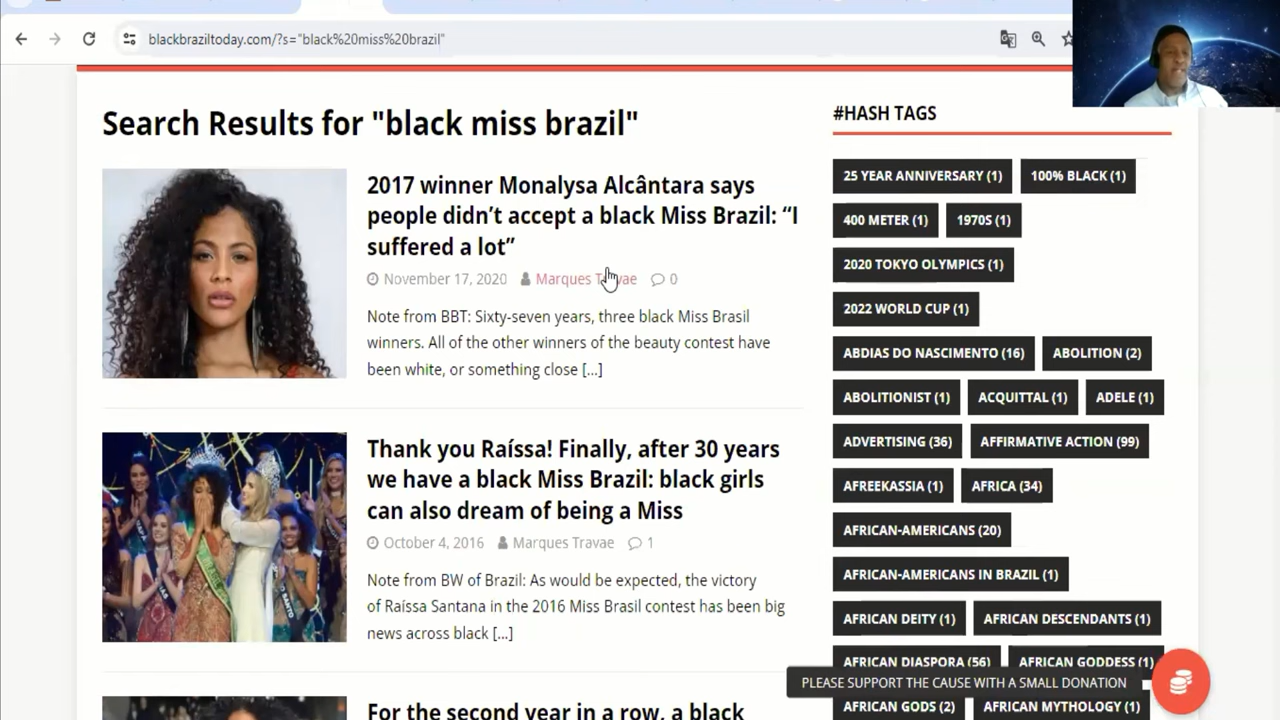 blackbraziltoday.com/?s="black%20miss%20brazil"
Search Results for "black miss brazil"
2017 winner Monalysa Alcântara says
people didn’t accept a black Miss Brazil: “I
suffered a lot”
November 17, 2020 Marques Travae 0
Note from BBT: Sixty-seven years, three black Miss Brasil
winners. All of the other winners of the beauty contest have
been white, or something close [...]
Thank you Raíssa! Finally, after 30 years
we have a black Miss Brazil: black girls
can also dream of being a Miss
October 4, 2016 Marques Travae 1
Note from BW of Brazil: As would be expected, the victory
of Raíssa Santana in the 2016 Miss Brasil contest has been big
news across black [...]
For the second year in a row, a black
#HASH TAGS
25 YEAR ANNIVERSARY (1) 100% BLACK (1)
400 METER (1) 1970S (1)
2020 TOKYO OLYMPICS (1)
2022 WORLD CUP (1)
ABDIAS DO NASCIMENTO (16) ABOLITION (2)
ABOLITIONIST (1) ACQUITTAL (1) ADELE (1)
ADVERTISING (36) AFFIRMATIVE ACTION (99)
AFREEKASSIA (1) AFRICA (34)
AFRICAN-AMERICANS (20)
AFRICAN-AMERICANS IN BRAZIL (1)
AFRICAN DEITY (1) AFRICAN DESCENDANTS (1)
AFRICAN DIASPORA (56) AFRICAN GODDESS (1)
PLEASE SUPPORT THE CAUSE WITH A SMALL DONATION
AFRICAN GODS (2) AFRICAN MYTHOLOGY (1)